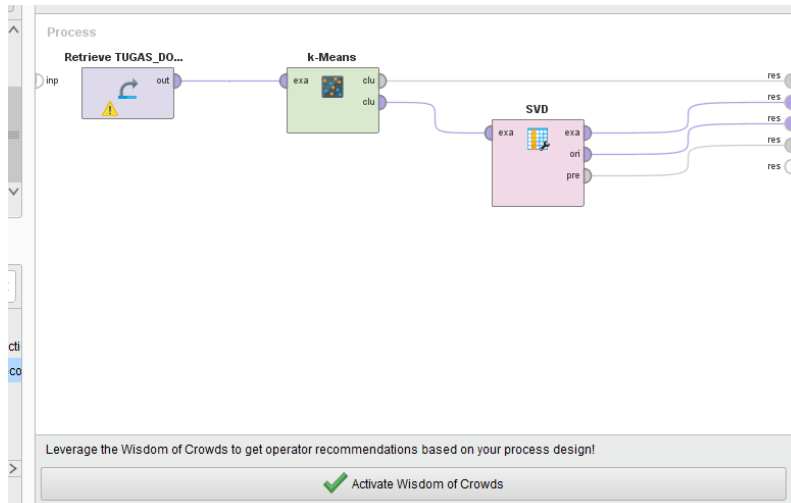 Process
Retrieve TUGAS_DO...
k-Means
inp
out
exa
clu
clu
SVD
exa
exa
ori
pre
res
res
res
res
res
cti
co
Leverage the Wisdom of Crowds to get operator recommendations based on your process design!
Activate Wisdom of Crowds